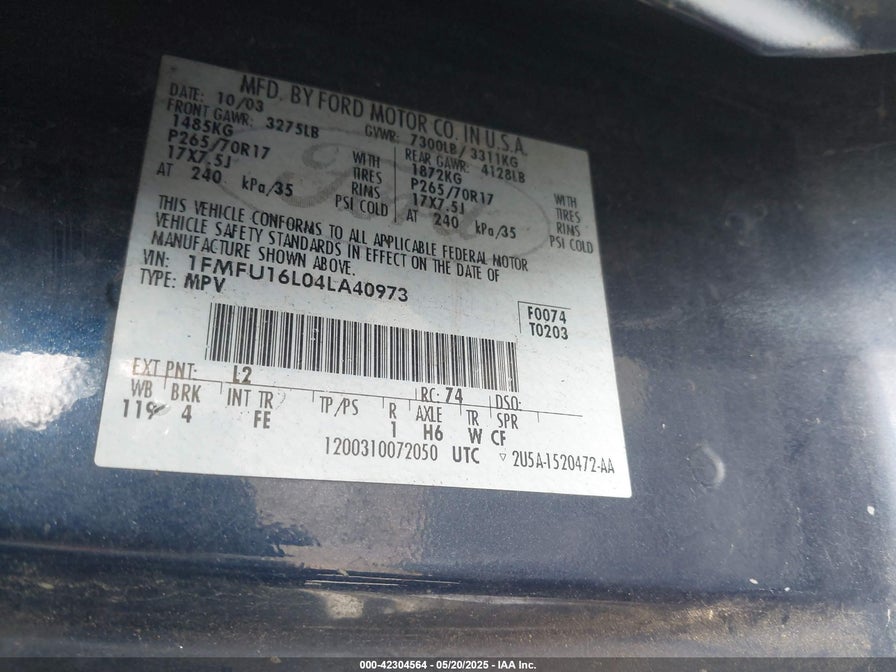 MFD. BY FORD MOTOR CO. IN U.S.A.
DATE: 10/03 GVWR: 7300LB/ 3311KG
FRONT GAWR: 3275LB REAR GAWR: 4128LB
1485KG WITH 1872KG WITH
P265/70R17 TIRES P265/70R17 TIRES
17X7.5J RIMS 17X7.5J RIMS
AT 240 kPa/35 PSI COLD AT 240 kPa/35 PSI COLD
THIS VEHICLE CONFORMS TO ALL APPLICABLE FEDERAL MOTOR
VEHICLE SAFETY STANDARDS IN EFFECT ON THE DATE OF
MANUFACTURE SHOWN ABOVE.
VIN: 1FMFU16L04LA40973
TYPE: MPV
F0074
T0203
EXT PNT: L2 RC: 74 DSO:
WB BRK INT TR TP/PS R AXLE TR SPR
119 4 FE 1 H6 W CF
1200310072050 UTC ▽ 2U5A-1520472-AA
Ford
000-42304564 - 05/20/2025 - IAA Inc.